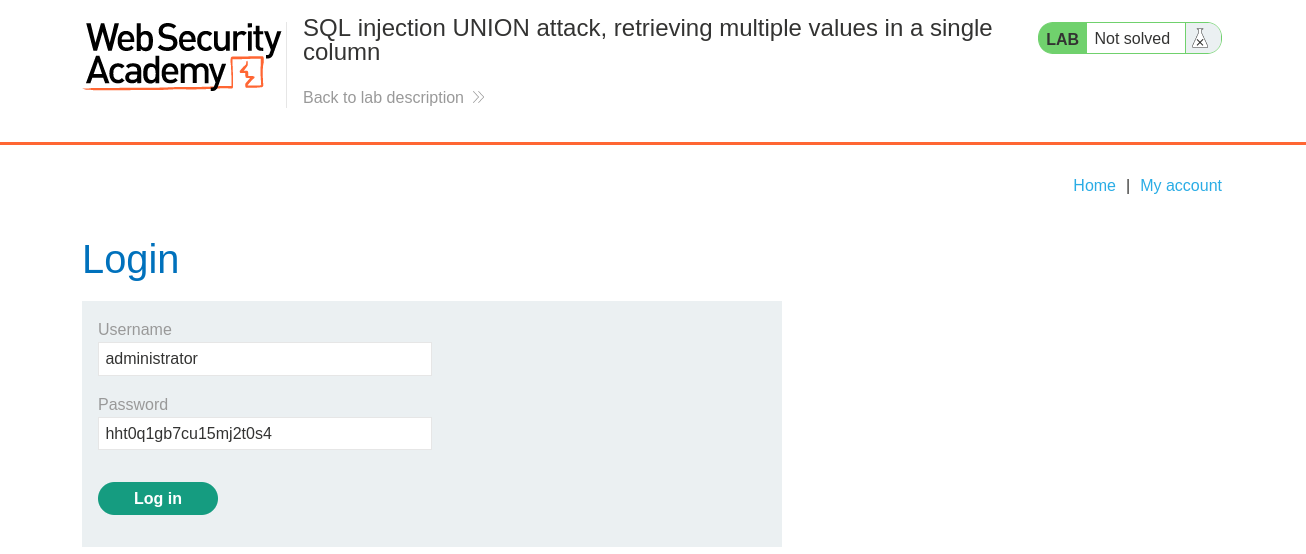 Web Security
Academy
SQL injection UNION attack, retrieving multiple values in a single
column
Back to lab description
LAB Not solved
Home | My account
Login
Username
administrator
Password
hht0q1gb7cu15mj2t0s4
Log in